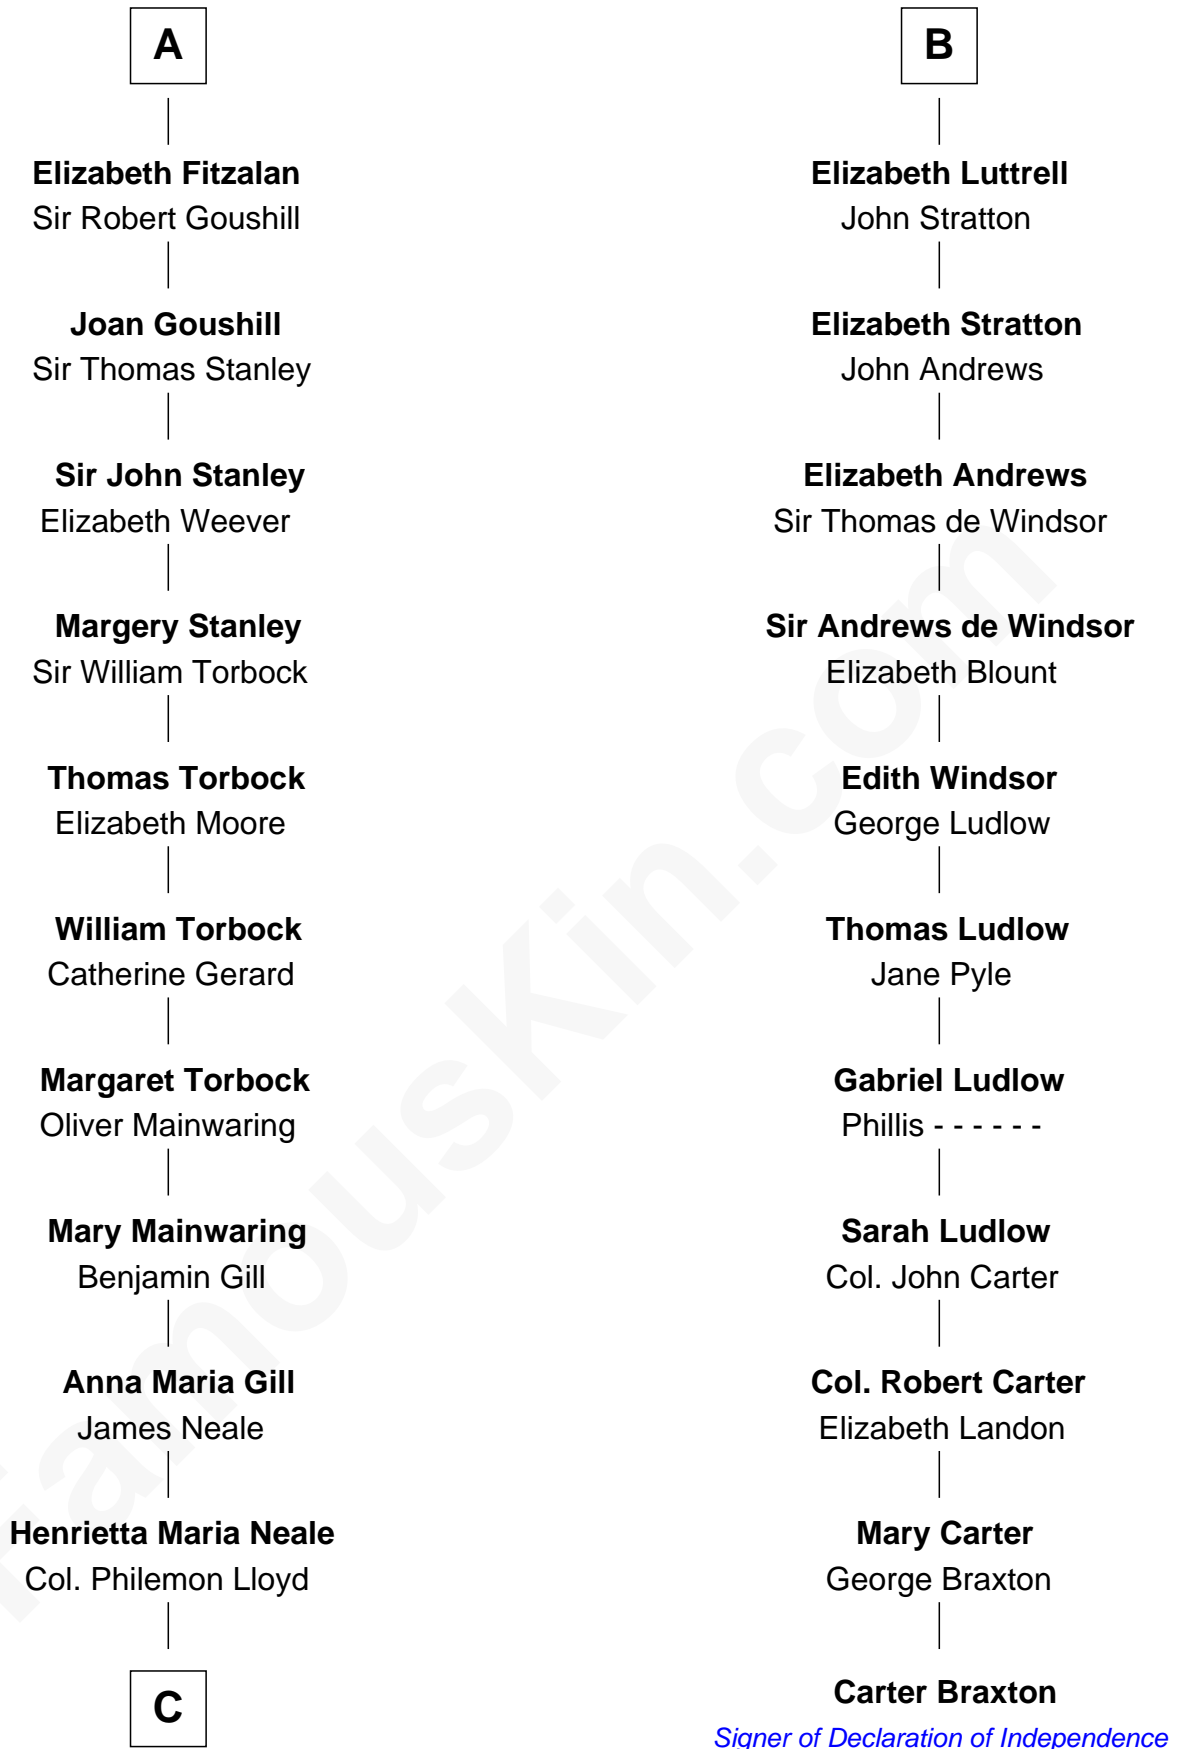 A
Elizabeth Fitzalan
Sir Robert Goushill
Joan Goushill
Sir Thomas Stanley
Sir John Stanley
Elizabeth Weever
Margery Stanley
Sir William Torbock
Thomas Torbock
Elizabeth Moore
William Torbock
Catherine Gerard
Margaret Torbock
Oliver Mainwaring
Mary Mainwaring
Benjamin Gill
Anna Maria Gill
James Neale
Henrietta Maria Neale
Col. Philemon Lloyd
C
B
Elizabeth Luttrell
John Stratton
Elizabeth Stratton
John Andrews
Elizabeth Andrews
Sir Thomas de Windsor
Sir Andrews de Windsor
Elizabeth Blount
Edith Windsor
George Ludlow
Thomas Ludlow
Jane Pyle
Gabriel Ludlow
Phillis - - - - - -
Sarah Ludlow
Col. John Carter
Col. Robert Carter
Elizabeth Landon
Mary Carter
George Braxton
Carter Braxton
Signer of Declaration of Independence
FamousKin.com